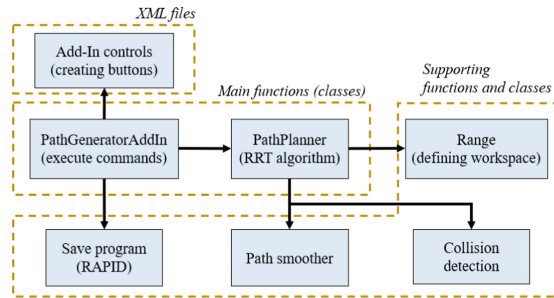 XML files
Add-In controls
(creating buttons)
Main functions (classes)
Supporting
functions and classes
PathGeneratorAddIn
(execute commands)
PathPlanner
(RRT algorithm)
Range
(defining workspace)
Save program
(RAPID)
Path smoother
Collision
detection